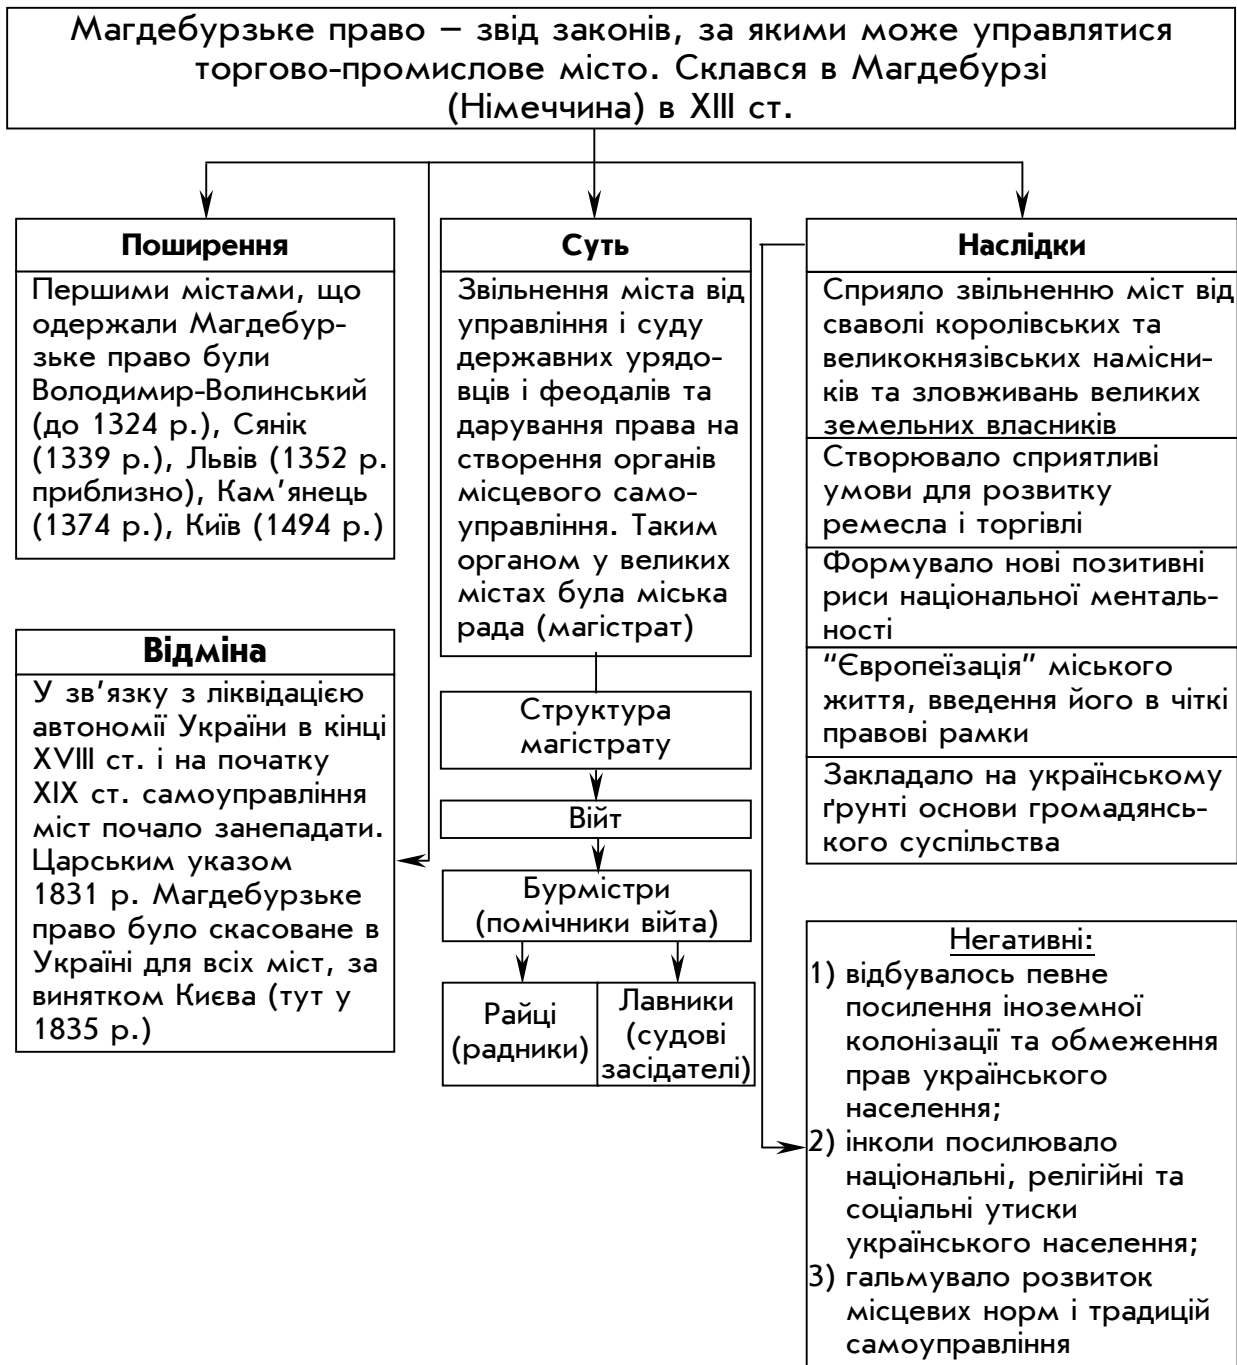 Магдебурзьке право – звід законів, за якими може управлятися
торгово-промислове місто. Склався в Магдебурзі
(Німеччина) в XIII ст.
Поширення
Першими містами, що
одержали Магдебур-
зьке право були
Володимир-Волинський
(до 1324 р.), Сянік
(1339 р.), Львів (1352 р.
приблизно), Кам’янець
(1374 р.), Київ (1494 р.)
Відміна
У зв’язку з ліквідацією
автономії України в кінці
XVIII ст. і на початку
XIX ст. самоуправління
міст почало занепадати.
Царським указом
1831 р. Магдебурзьке
право було скасоване в
Україні для всіх міст, за
винятком Києва (тут у
1835 р.)
Суть
Звільнення міста від
управління і суду
державних урядо-
вців і феодалів та
дарування права на
створення органів
місцевого само-
управління. Таким
органом у великих
містах була міська
рада (магістрат)
Структура
магістрату
Війт
Бурмістри
(помічники війта)
Райці
(радники)
Лавники
(судові
засідателі)
Наслідки
Сприяло звільненню міст від
сваволі королівських та
великокнязівських намісни-
ків та зловживань великих
земельних власників
Створювало сприятливі
умови для розвитку
ремесла і торгівлі
Формувало нові позитивні
риси національної менталь-
ності
“Європеїзація” міського
життя, введення його в чіткі
правові рамки
Закладало на українському
ґрунті основи громадянсь-
кого суспільства
Негативні:
1) відбувалось певне
посилення іноземної
колонізації та обмеження
прав українського
населення;
2) інколи посилювало
національні, релігійні та
соціальні утиски
українського населення;
3) гальмувало розвиток
місцевих норм і традицій
самоуправління